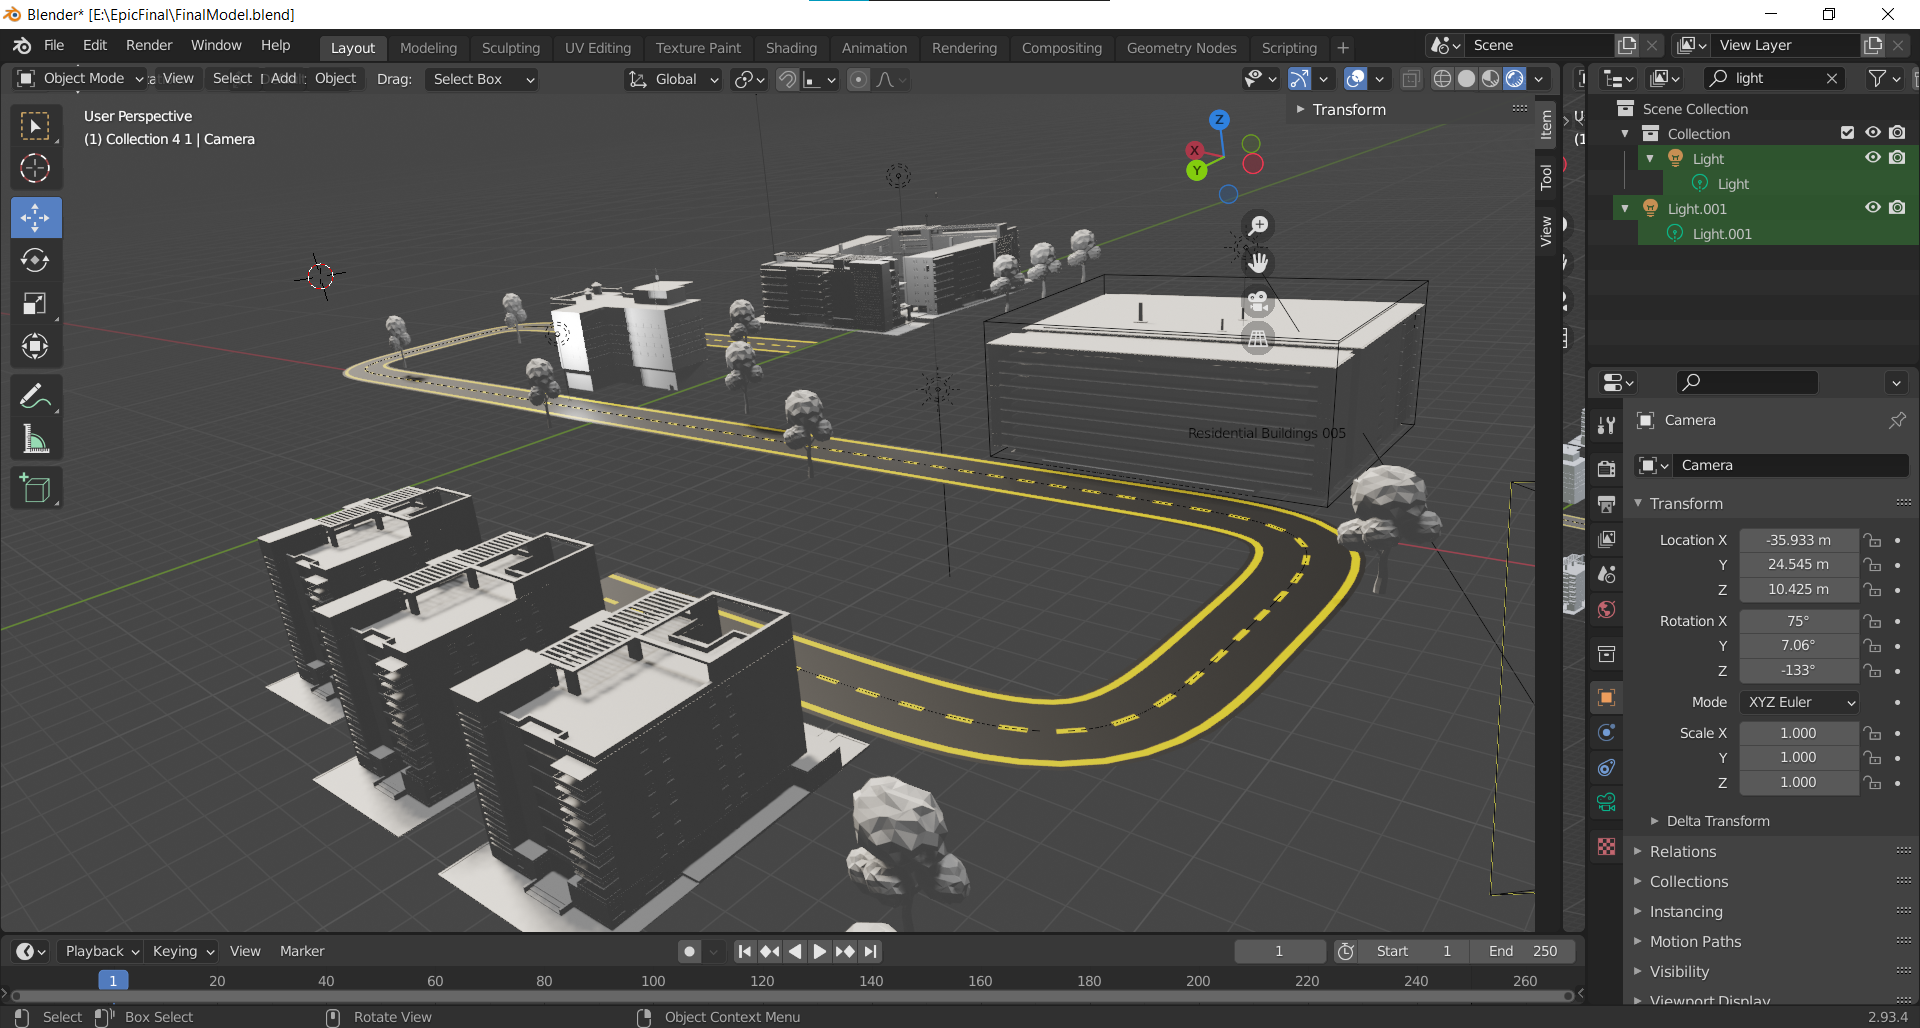 Blender* [E:\EpicFinal\FinalModel.blend]
File Edit Render Window Help Layout Modeling Sculpting UV Editing Texture Paint Shading Animation Rendering Compositing Geometry Nodes Scripting + Scene View Layer
Object Mode View Select Add Object Drag: Select Box Global light
User Perspective
(1) Collection 4 1 | Camera
Transform
Item
Tool
View
Z
X
Y
Residential Buildings 005
Scene Collection
Collection
Light
Light
Light.001
Light.001
Camera
Camera
Transform
Location X -35.933 m
Y 24.545 m
Z 10.425 m
Rotation X 75°
Y 7.06°
Z -133°
Mode XYZ Euler
Scale X 1.000
Y 1.000
Z 1.000
Delta Transform
Relations
Collections
Instancing
Motion Paths
Visibility
Viewport Display
Playback Keying View Marker 1 Start 1 End 250
1 20 40 60 80 100 120 140 160 180 200 220 240 260
Select Box Select Rotate View Object Context Menu 2.93.4